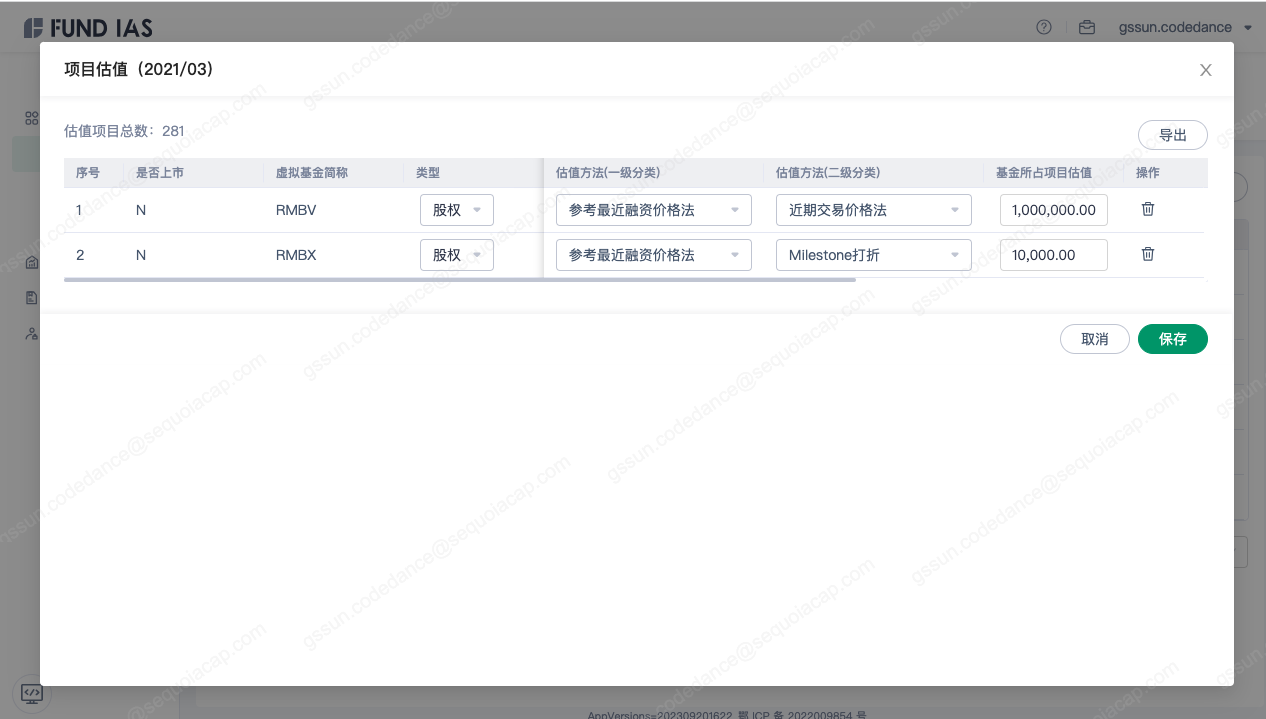 FUND IAS
gssun.codedance
项目估值（2021/03）
估值项目总数：281
导出
序号 是否上市 虚拟基金简称 类型 估值方法(一级分类) 估值方法(二级分类) 基金所占项目估值 操作
1 N RMBV 股权 参考最近融资价格法 近期交易价格法 1,000,000.00
2 N RMBX 股权 参考最近融资价格法 Milestone打折 10,000.00
取消 保存
AppVersions=202309201622 鄂 ICP 备 2022009854 号
gssun.codedance@sequoiacap.com